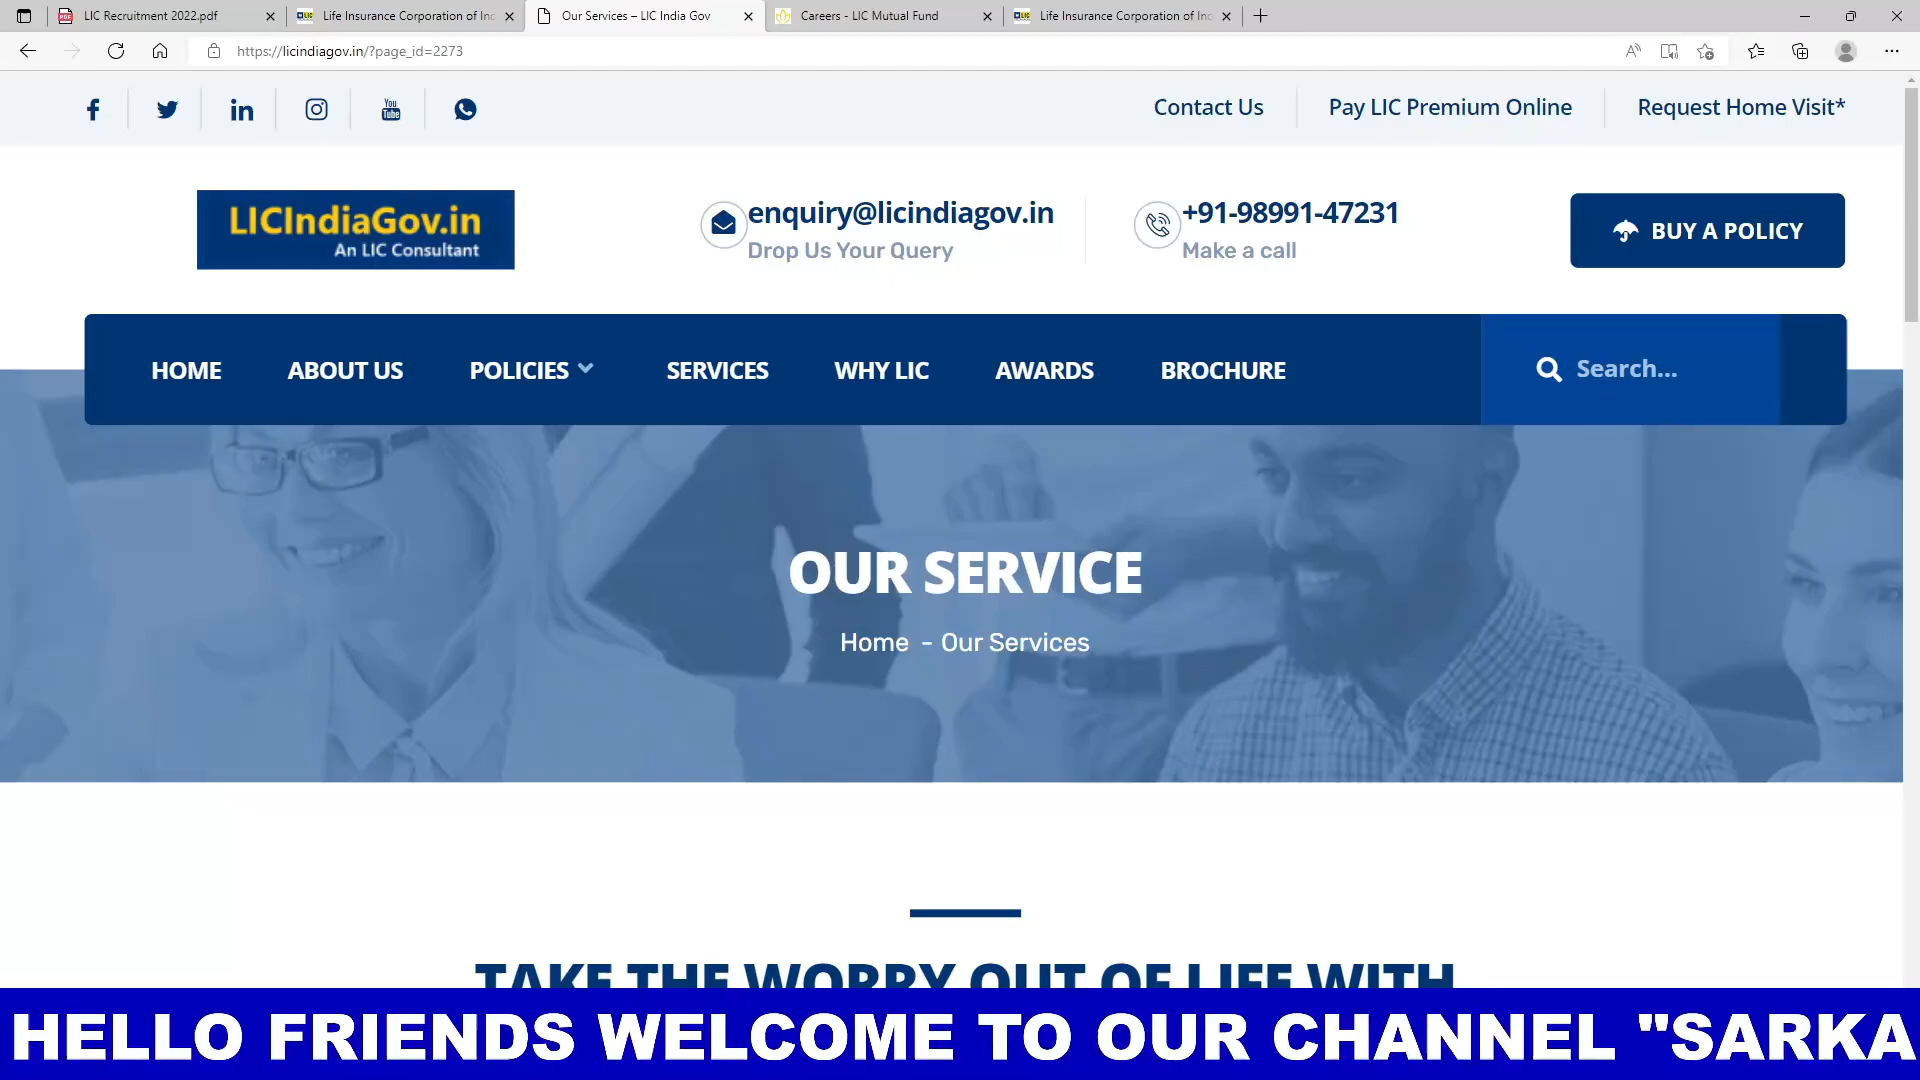 LIC Recruitment 2022.pdf
Life Insurance Corporation of Ind
Our Services – LIC India Gov
Careers - LIC Mutual Fund
Life Insurance Corporation of Ind
https://licindiagov.in/?page_id=2273
You
Tube
Contact Us
Pay LIC Premium Online
Request Home Visit*
LICIndiaGov.in
An LIC Consultant
enquiry@licindiagov.in
Drop Us Your Query
+91-98991-47231
Make a call
BUY A POLICY
HOME
ABOUT US
POLICIES
SERVICES
WHY LIC
AWARDS
BROCHURE
Search...
OUR SERVICE
Home - Our Services
TAKE THE WORRY OUT OF LIFE WITH
HELLO FRIENDS WELCOME TO OUR CHANNEL "SARKA